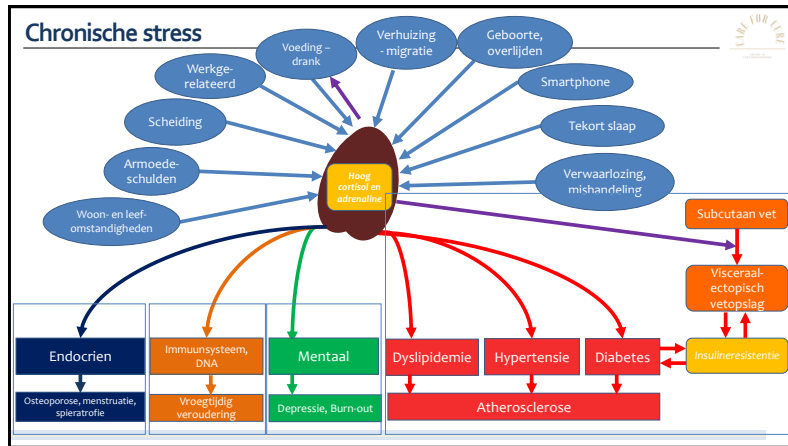 Chronische stress
CARE FOR CURE
Voeding –
drank
Verhuizing
- migratie
Geboorte,
overlijden
Werkge-
relateerd
Smartphone
Scheiding
Tekort slaap
Armoede-
schulden
Hoog
cortisol en
adrenaline
Verwaarlozing,
mishandeling
Woon- en leef-
omstandigheden
Subcutaan vet
Visceraal-
ectopisch
vetopslag
Endocrien
Immuunsysteem,
DNA
Mentaal
Dyslipidemie
Hypertensie
Diabetes
Insulineresistentie
Osteoporose, menstruatie,
spieratrofie
Vroegtijdig
veroudering
Depressie, Burn-out
Atherosclerose